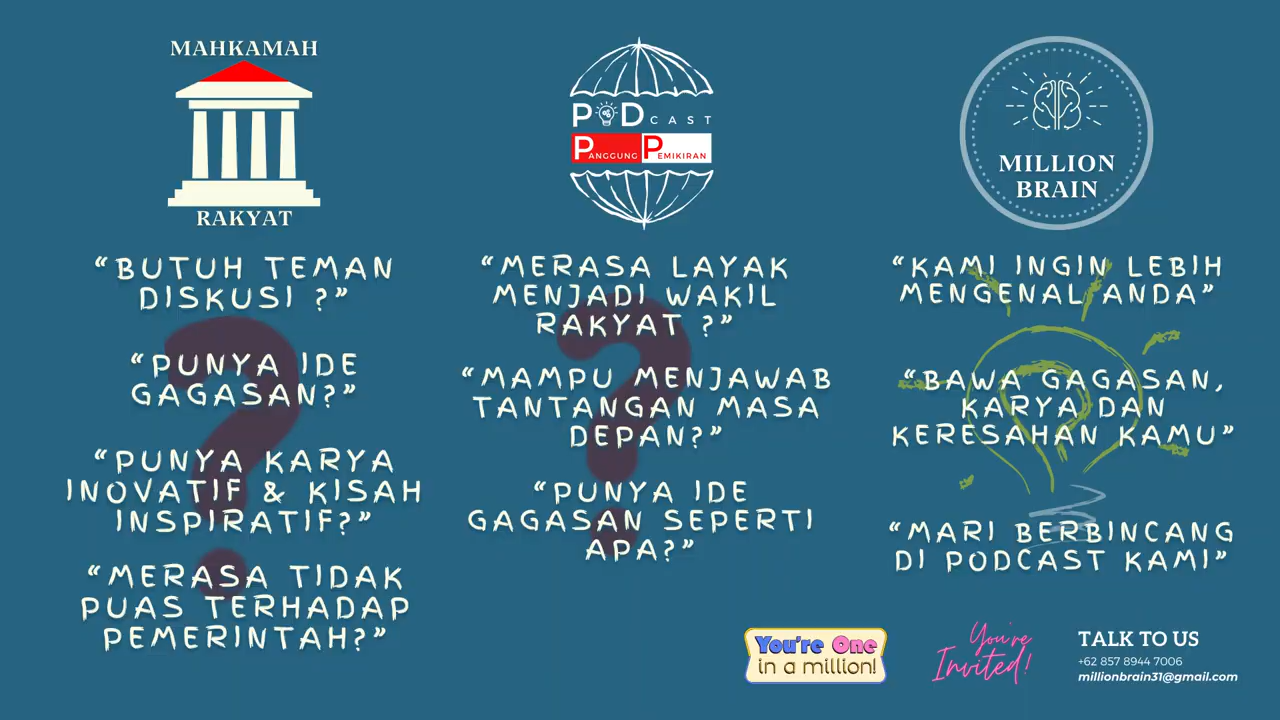 MAHKAMAH
RAKYAT
“BUTUH TEMAN
DISKUSI ?”
“PUNYA IDE
GAGASAN?”
“PUNYA KARYA
INOVATIF & KISAH
INSPIRATIF?”
“MERASA TIDAK
PUAS TERHADAP
PEMERINTAH?”
PODCAST
PANGGUNG PEMIKIRAN
“MERASA LAYAK
MENJADI WAKIL
RAKYAT ?”
“MAMPU MENJAWAB
TANTANGAN MASA
DEPAN?”
“PUNYA IDE
GAGASAN SEPERTI
APA?”
MILLION
BRAIN
“KAMI INGIN LEBIH
MENGENAL ANDA”
“BAWA GAGASAN,
KARYA DAN
KERESAHAN KAMU”
“MARI BERBINCANG
DI PODCAST KAMI”
You're One
in a million!
You're
Invited!
TALK TO US
+62 857 8944 7006
millionbrain31@gmail.com